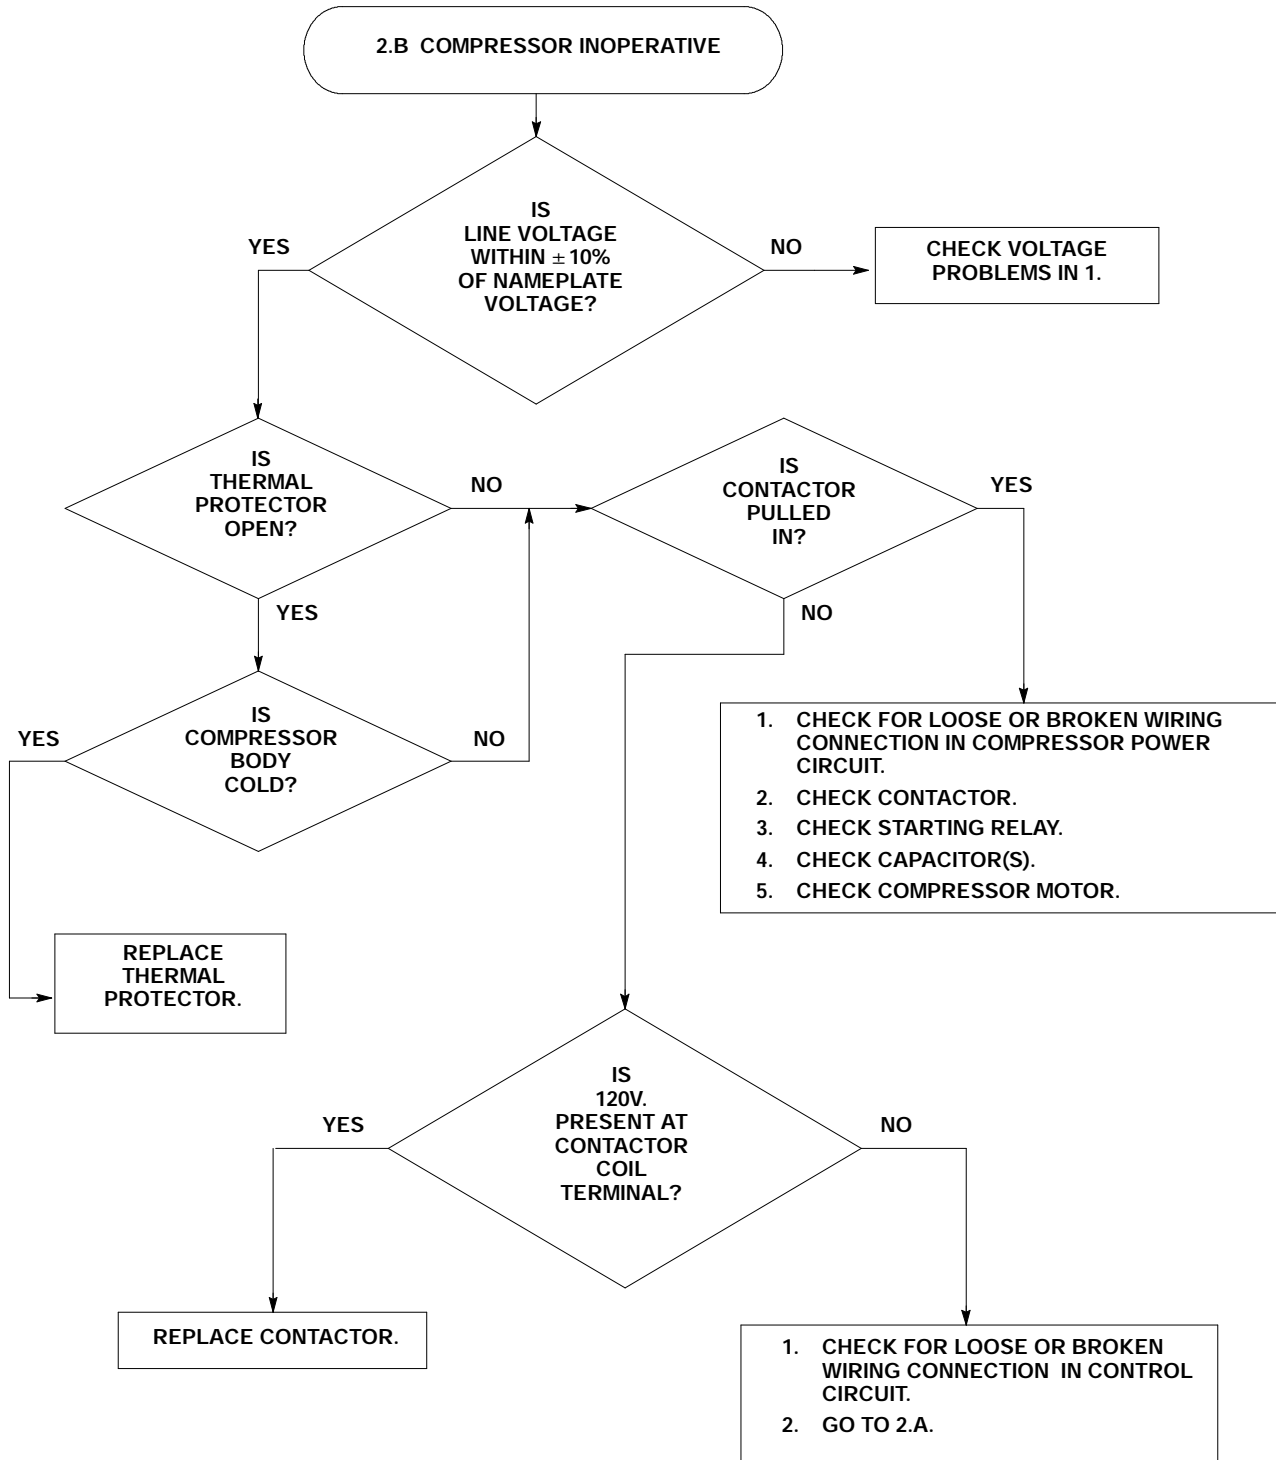 2.B COMPRESSOR INOPERATIVE
IS
LINE VOLTAGE
WITHIN ±10%
OF NAMEPLATE
VOLTAGE?
YES
NO
CHECK VOLTAGE
PROBLEMS IN 1.
IS
THERMAL
PROTECTOR
OPEN?
NO
YES
IS
CONTACTOR
PULLED
IN?
YES
NO
IS
COMPRESSOR
BODY
COLD?
YES
NO
1. CHECK FOR LOOSE OR BROKEN WIRING
CONNECTION IN COMPRESSOR POWER
CIRCUIT.
2. CHECK CONTACTOR.
3. CHECK STARTING RELAY.
4. CHECK CAPACITOR(S).
5. CHECK COMPRESSOR MOTOR.
REPLACE
THERMAL
PROTECTOR.
IS
120V.
PRESENT AT
CONTACTOR
COIL
TERMINAL?
YES
NO
REPLACE CONTACTOR.
1. CHECK FOR LOOSE OR BROKEN
WIRING CONNECTION IN CONTROL
CIRCUIT.
2. GO TO 2.A.